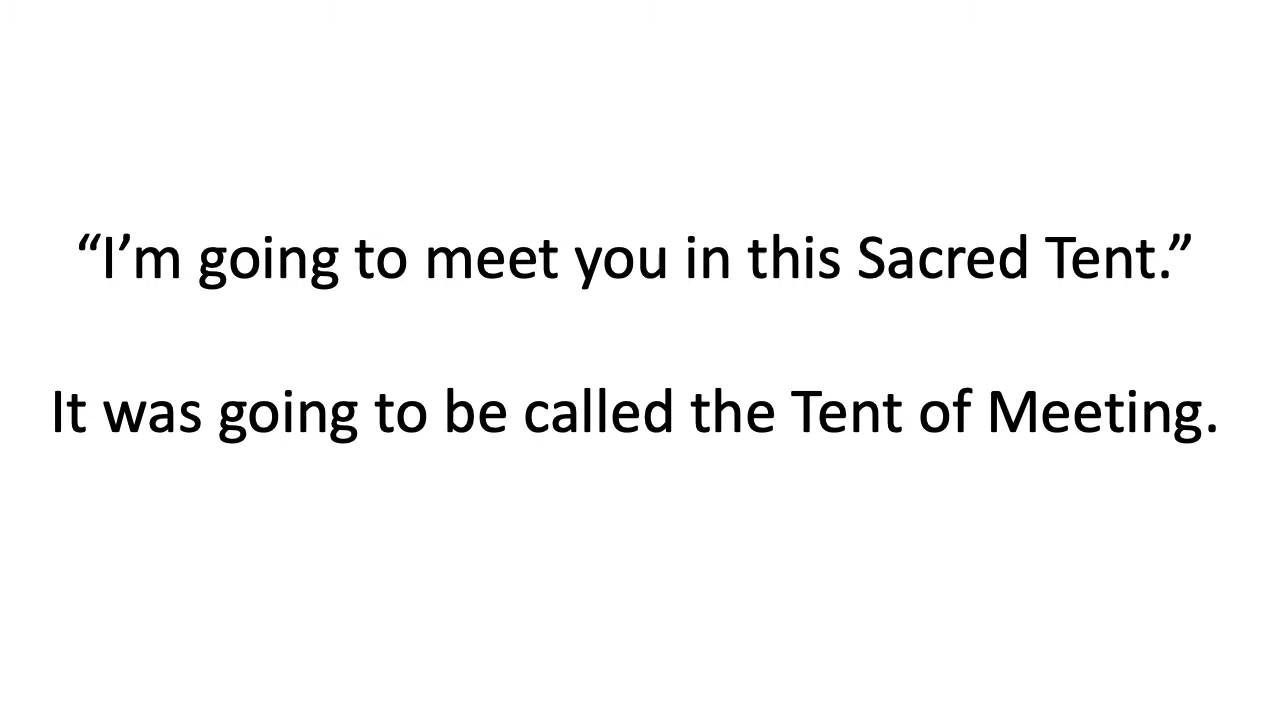 “I’m going to meet you in this Sacred Tent.”
It was going to be called the Tent of Meeting.